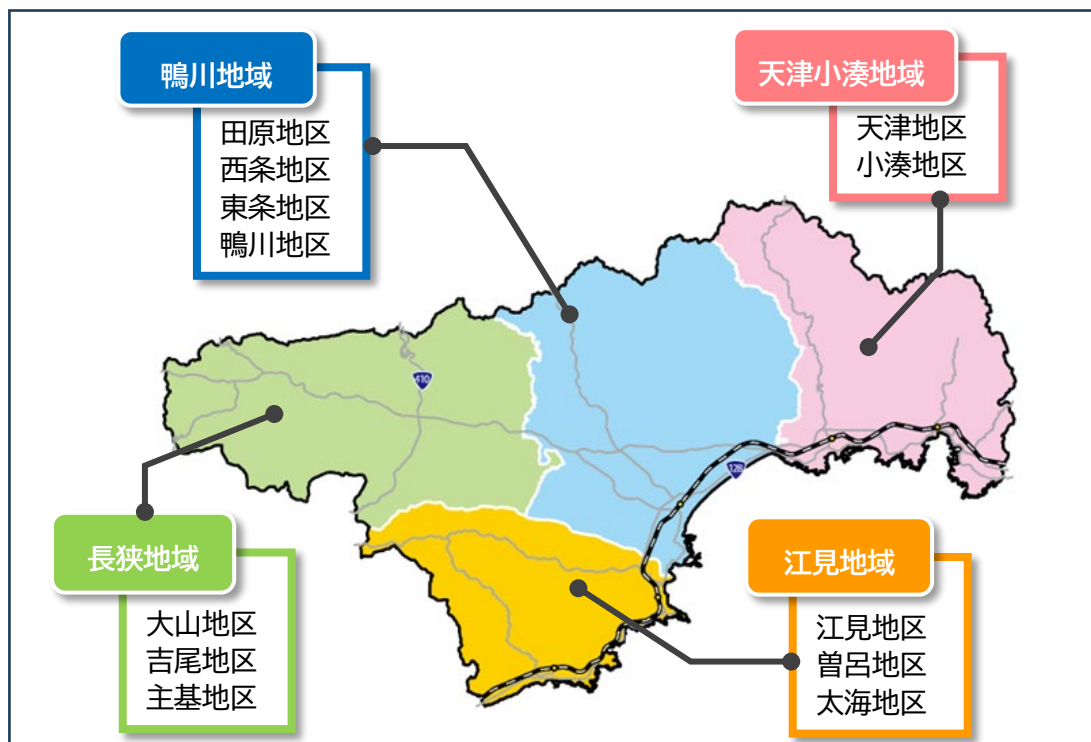 鴨川地域
田原地区
西条地区
東条地区
鴨川地区
天津小湊地域
天津地区
小湊地区
410
128
長狭地域
大山地区
吉尾地区
主基地区
江見地域
江見地区
曽呂地区
太海地区